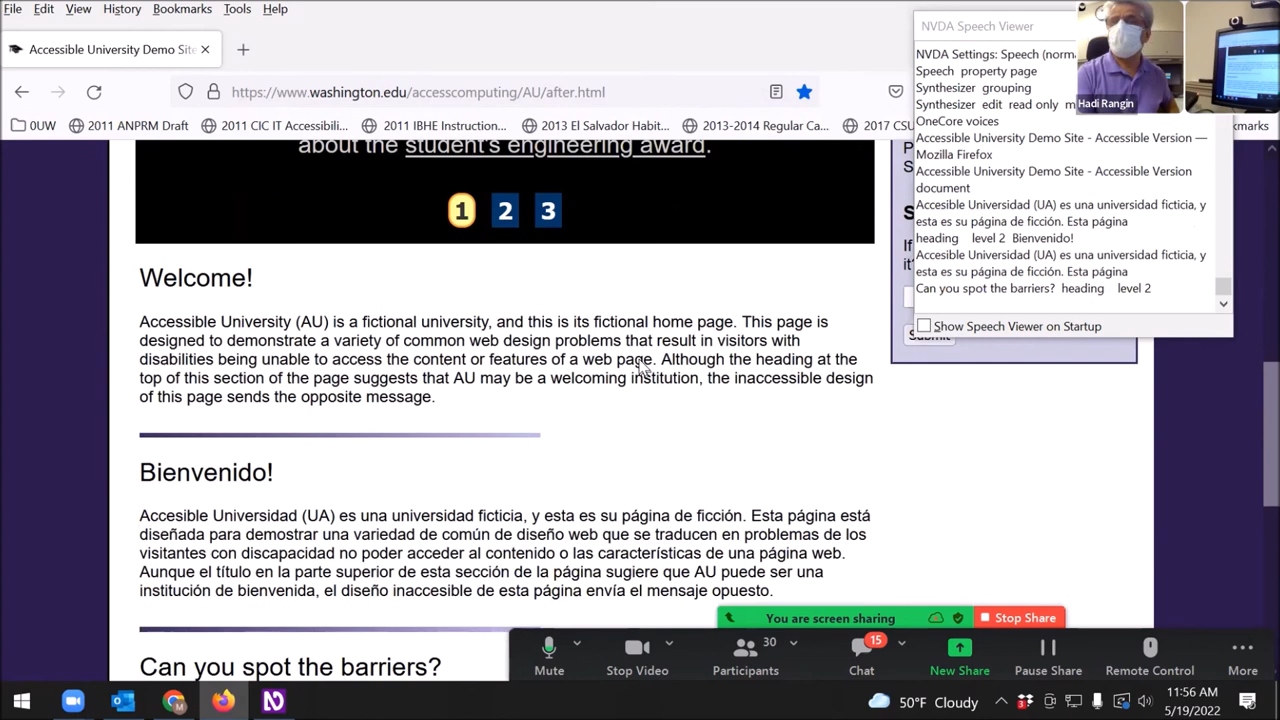 File Edit View History Bookmarks Tools Help
Accessible University Demo Sit
https://www.washington.edu/accesscomputing/AU/after.html
0UW 2011 ANPRM Draft 2011 CIC IT Accessibili... 2011 IBHE Instruction... 2013 El Salvador Habit... 2013-2014 Regular Ca... 2017 CSU
about the student's engineering award.
1 2 3
Welcome!
Accessible University (AU) is a fictional university, and this is its fictional home page. This page is
designed to demonstrate a variety of common web design problems that result in visitors with
disabilities being unable to access the content or features of a web page. Although the heading at the
top of this section of the page suggests that AU may be a welcoming institution, the inaccessible design
of this page sends the opposite message.
Bienvenido!
Accesible Universidad (UA) es una universidad ficticia, y esta es su página de ficción. Esta página está
diseñada para demostrar una variedad de común de diseño web que se traducen en problemas de los
visitantes con discapacidad no poder acceder al contenido o las características de una página web.
Aunque el título en la parte superior de esta sección de la página sugiere que AU puede ser una
institución de bienvenida, el diseño inaccesible de esta página envía el mensaje opuesto.
Can you spot the barriers?
NVDA Speech Viewer
NVDA Settings: Speech (norm
Speech property page
Synthesizer grouping
Synthesizer edit read only m
OneCore voices
Accessible University Demo Site - Accessible Version —
Mozilla Firefox
Accessible University Demo Site - Accessible Version
document
Accesible Universidad (UA) es una universidad ficticia, y
esta es su página de ficción. Esta página
heading level 2 Bienvenido!
Accesible Universidad (UA) es una universidad ficticia, y
esta es su página de ficción. Esta página
Can you spot the barriers? heading level 2
Show Speech Viewer on Startup
Submit
Hadi Rangin
You are screen sharing Stop Share
30 15
Mute Stop Video Participants Chat New Share Pause Share Remote Control More
50°F Cloudy
11:56 AM
5/19/2022